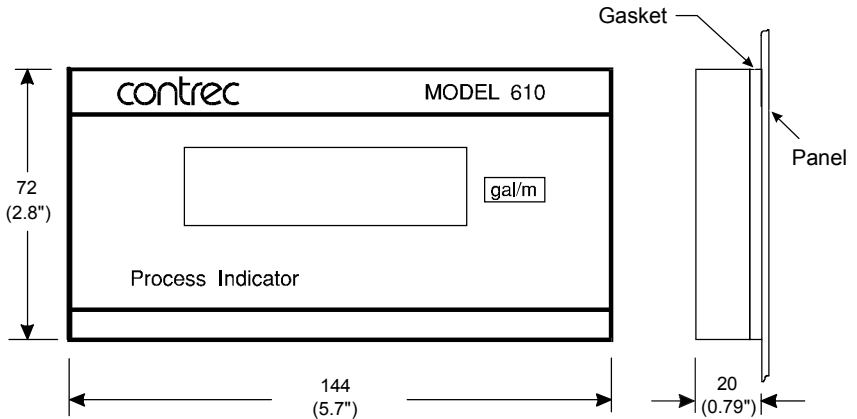 Gasket
contrec MODEL 610
Panel
72
(2.8")
gal/m
Process Indicator
144
(5.7")
20
(0.79")